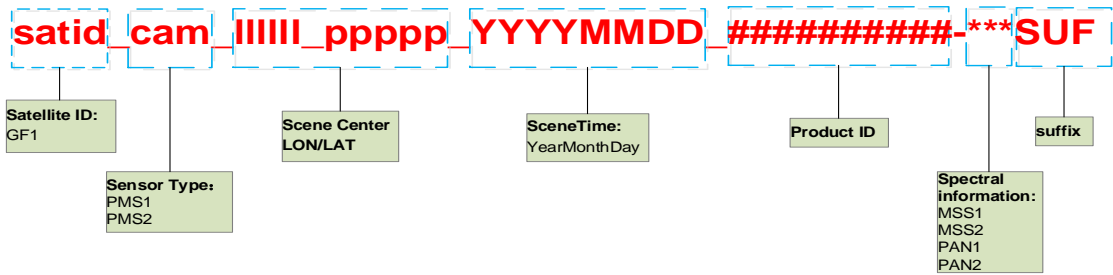 satid_cam_llllll_ppppp_YYYYMMDD_##########-***SUF
Satellite ID:
GF1
Sensor Type：
PMS1
PMS2
Scene Center
LON/LAT
SceneTime:
YearMonthDay
Product ID
Spectral
information:
MSS1
MSS2
PAN1
PAN2
suffix